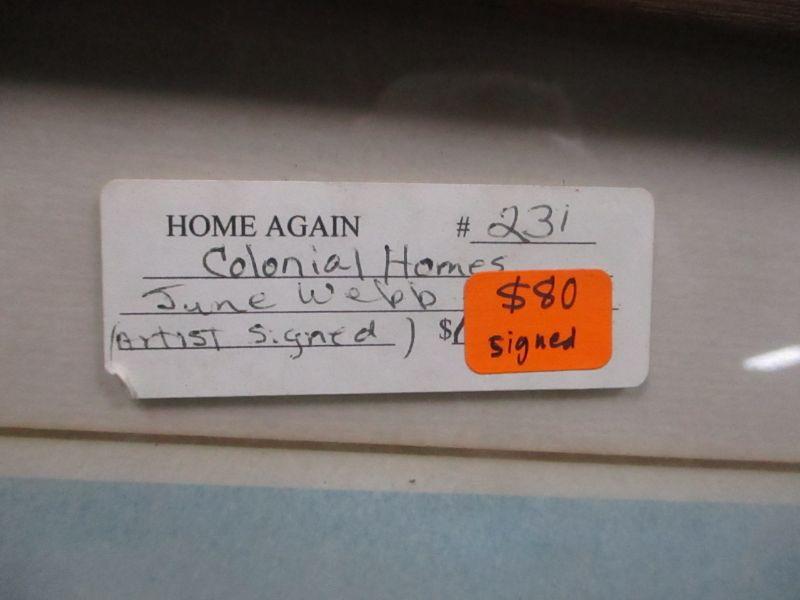 HOME AGAIN # 231
Colonial Homes
June Webb
(Artist Signed) $
$80
signed